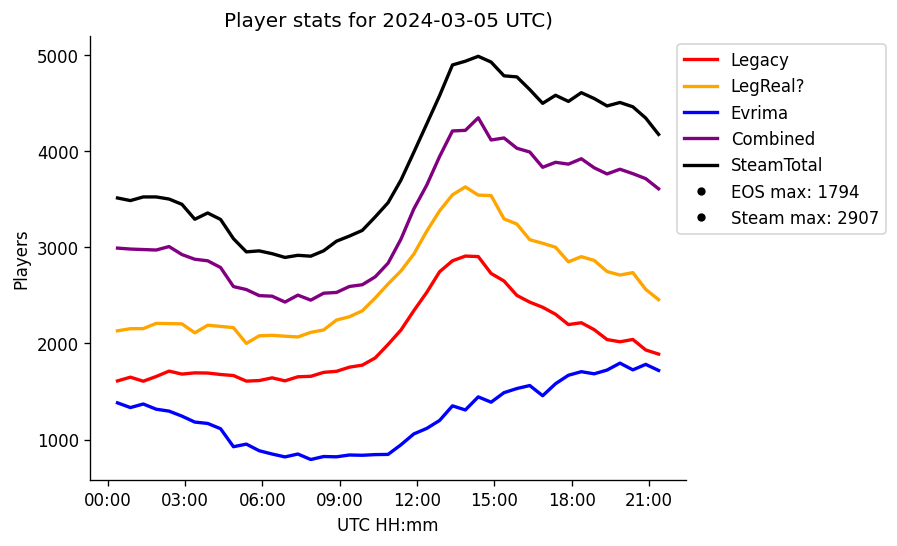 Player stats for 2024-03-05 UTC)
5000
4000
3000
2000
1000
Players
00:00 03:00 06:00 09:00 12:00 15:00 18:00 21:00
UTC HH:mm
Legacy
LegReal?
Evrima
Combined
SteamTotal
EOS max: 1794
Steam max: 2907